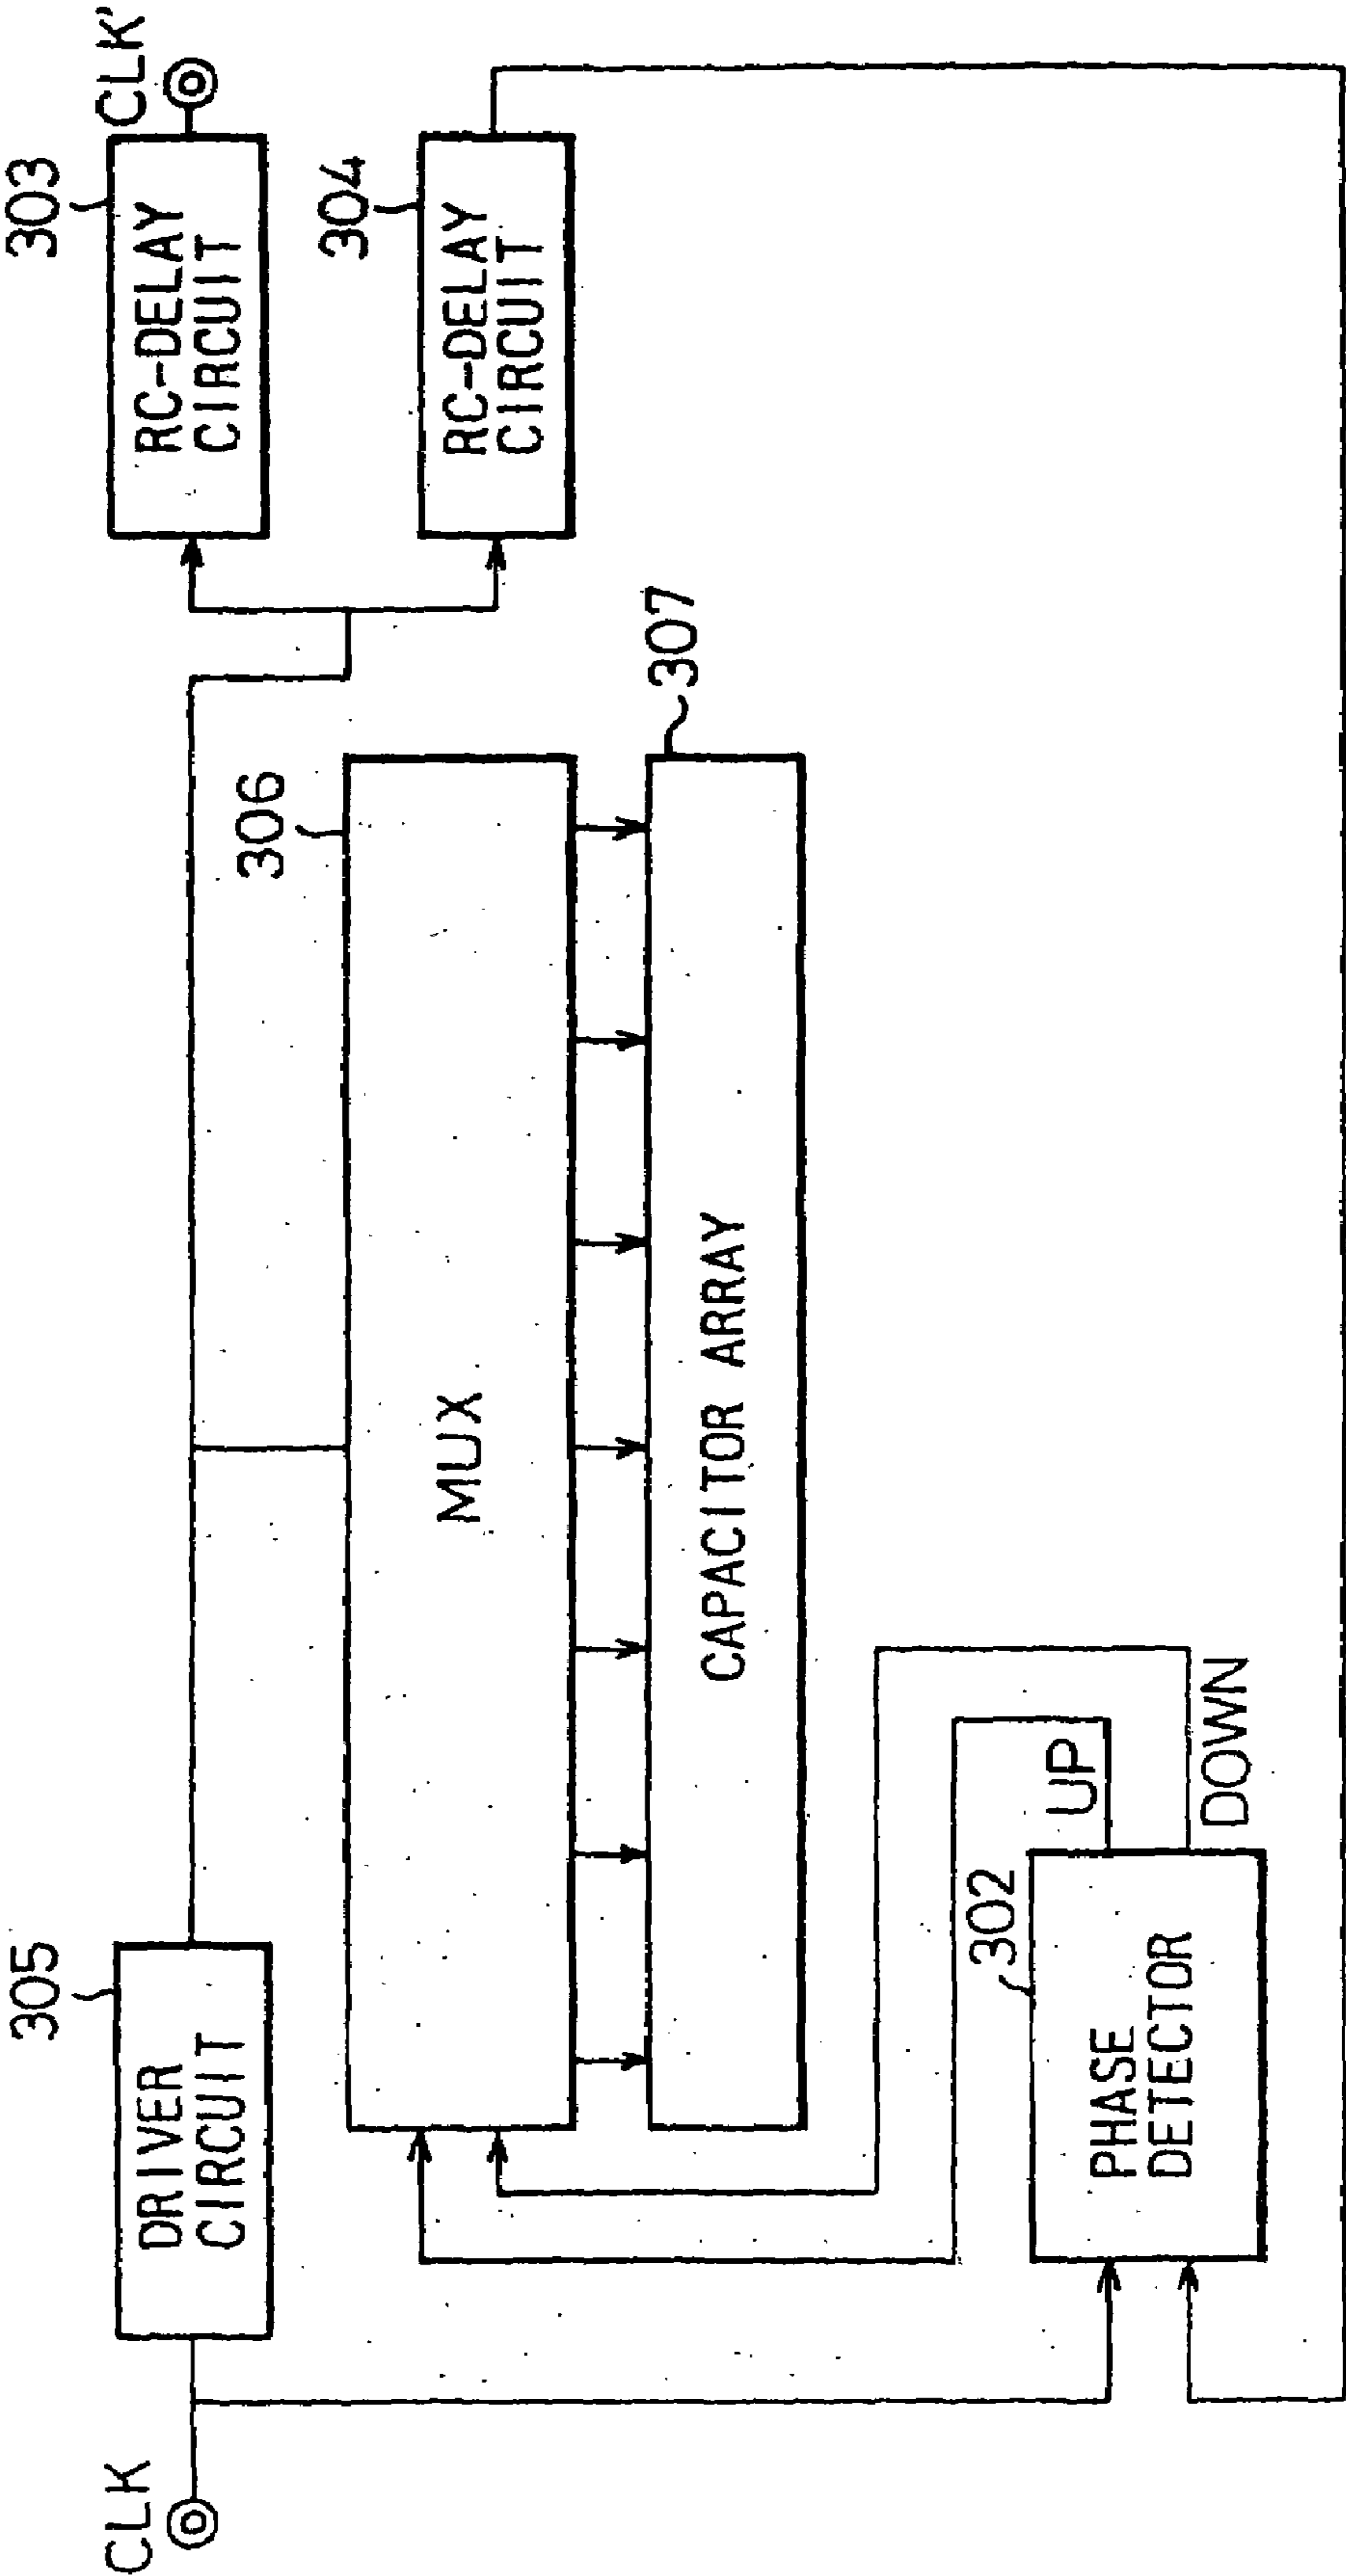 CLK
305
DRIVER
CIRCUIT
303
RC-DELAY
CIRCUIT
CLK'
304
RC-DELAY
CIRCUIT
306
MUX
307
CAPACITOR ARRAY
302
PHASE
DETECTOR
UP
DOWN